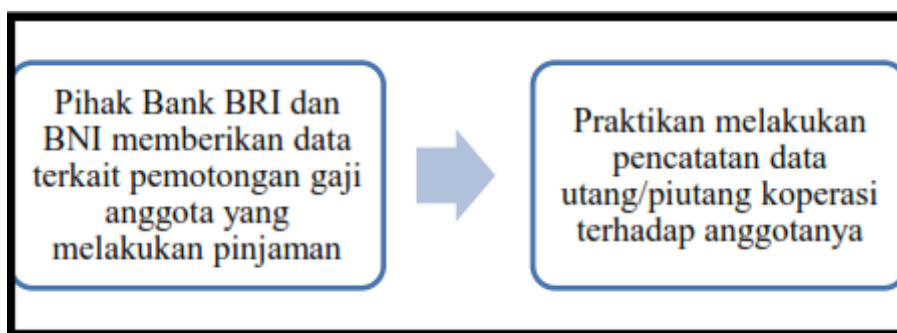 Pihak Bank BRI dan
BNI memberikan data
terkait pemotongan gaji
anggota yang
melakukan pinjaman
Praktikan melakukan
pencatatan data
utang/piutang koperasi
terhadap anggotanya